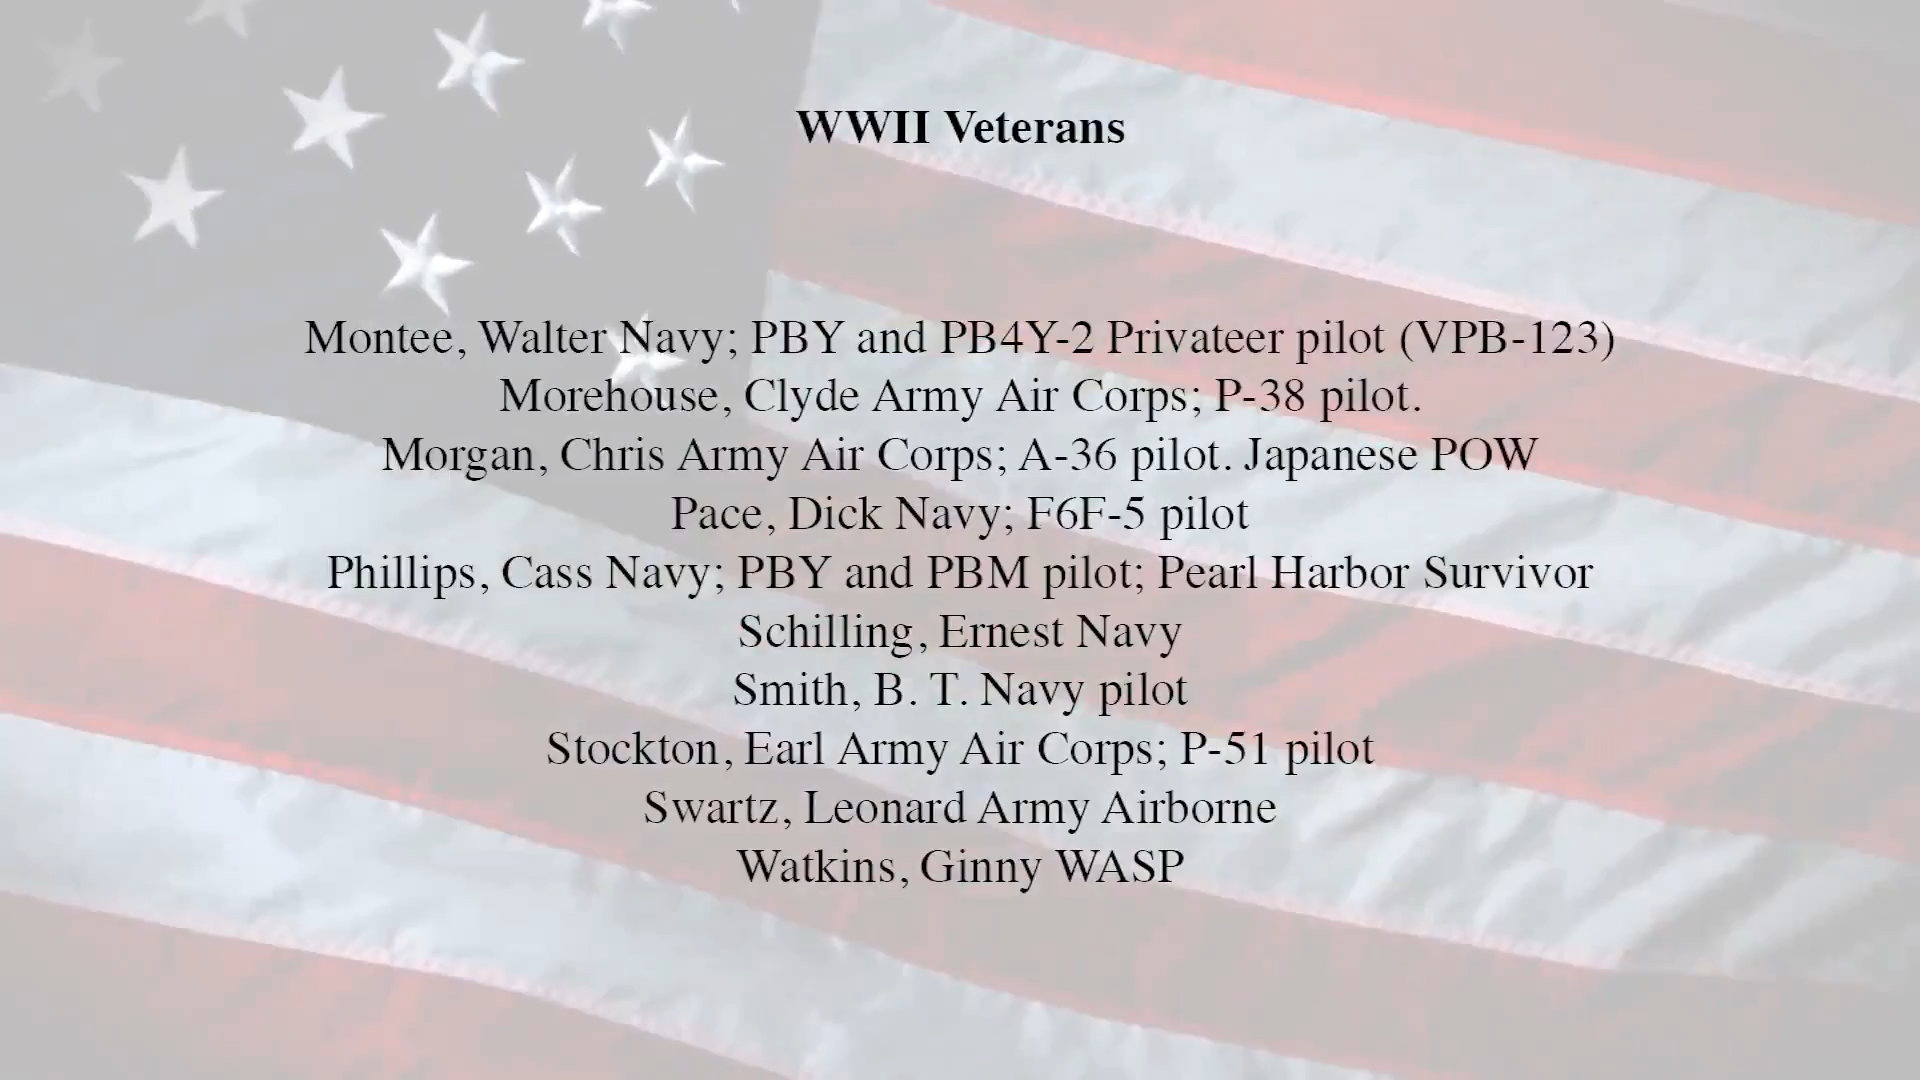 WWII Veterans
Montee, Walter Navy; PBY and PB4Y-2 Privateer pilot (VPB-123)
Morehouse, Clyde Army Air Corps; P-38 pilot.
Morgan, Chris Army Air Corps; A-36 pilot. Japanese POW
Pace, Dick Navy; F6F-5 pilot
Phillips, Cass Navy; PBY and PBM pilot; Pearl Harbor Survivor
Schilling, Ernest Navy
Smith, B. T. Navy pilot
Stockton, Earl Army Air Corps; P-51 pilot
Swartz, Leonard Army Airborne
Watkins, Ginny WASP